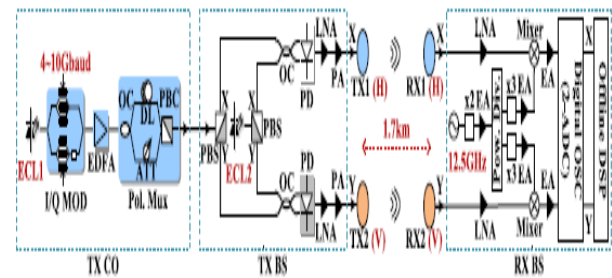 4~10Gbaud
ECL1
I/Q MOD
EDFA
OC
DL
PBC
ATT
Pol. Mux
TX CO
PBS
X
Y
ECL2
X
Y
PBS
OC
PD
LNA
PA
X
TX1 (H)
OC
PD
LNA
PA
Y
TX2 (V)
TX BS
1.7km
X
RX1 (H)
Y
RX2 (V)
LNA
Mixer
EA
12.5GHz
x2 EA
Pow. Div.
x3 EA
x3 EA
LNA
Mixer
EA
X
Y
Digital OSC
(2-ADC)
Offline DSP
RX BS